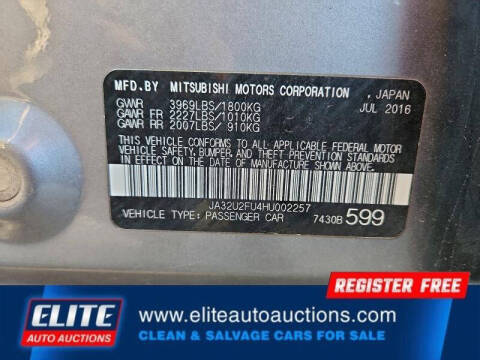 MFD.BY MITSUBISHI MOTORS CORPORATION , JAPAN
GVWR 3969LBS/1800KG JUL 2016
GAWR FR 2227LBS/1010KG
GAWR RR 2007LBS/ 910KG
THIS VEHICLE CONFORMS TO ALL APPLICABLE FEDERAL MOTOR
VEHICLE SAFETY, BUMPER, AND THEFT PREVENTION STANDARDS
IN EFFECT ON THE DATE OF MANUFACTURE SHOWN ABOVE.
JA32U2FU4HU002257
VEHICLE TYPE: PASSENGER CAR 7430B 599
REGISTER FREE
ELITE
AUTO AUCTIONS
www.eliteautoauctions.com
CLEAN & SALVAGE CARS FOR SALE